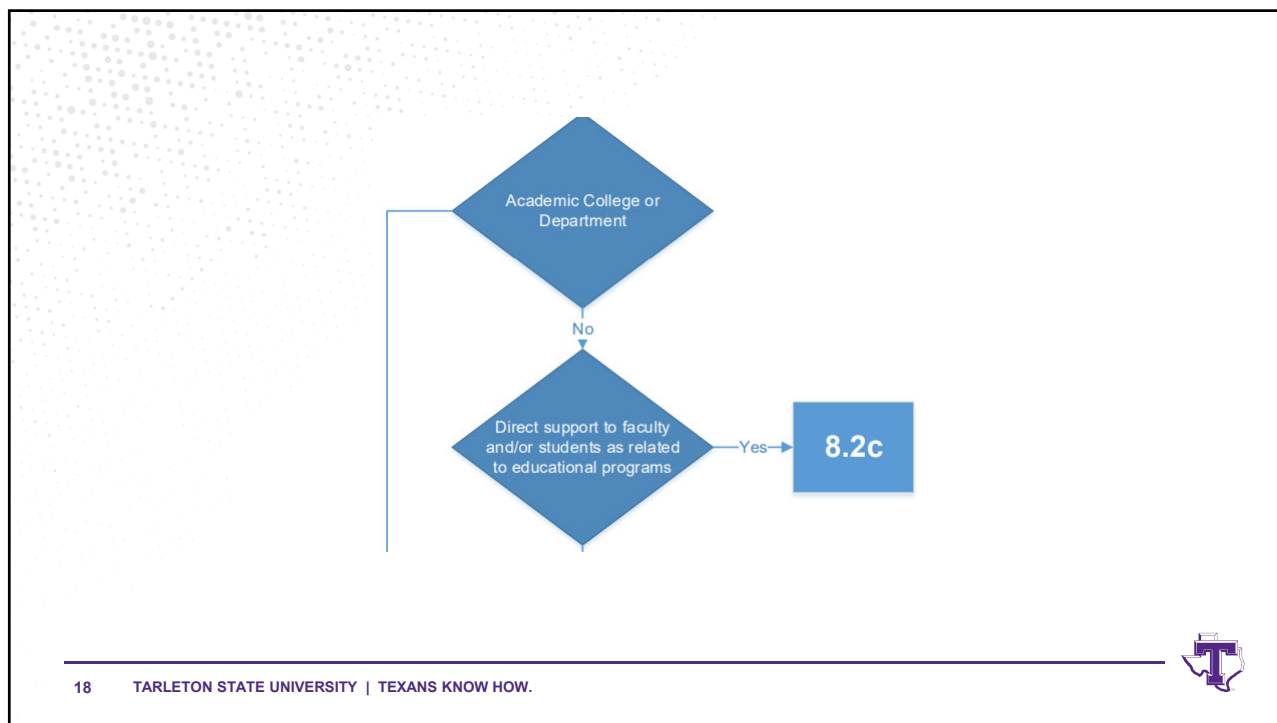 Academic College or
Department
No
Direct support to faculty
and/or students as related
to educational programs
Yes
8.2c
18 TARLETON STATE UNIVERSITY | TEXANS KNOW HOW.
T